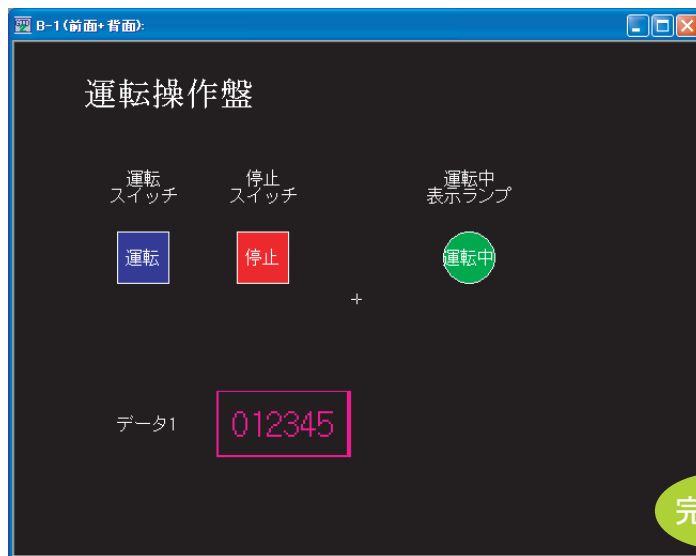 B-1(前面+背面):
運転操作盤
運転
スイッチ
停止
スイッチ
運転中
表示ランプ
運転
停止
運転中
データ1
012345
完